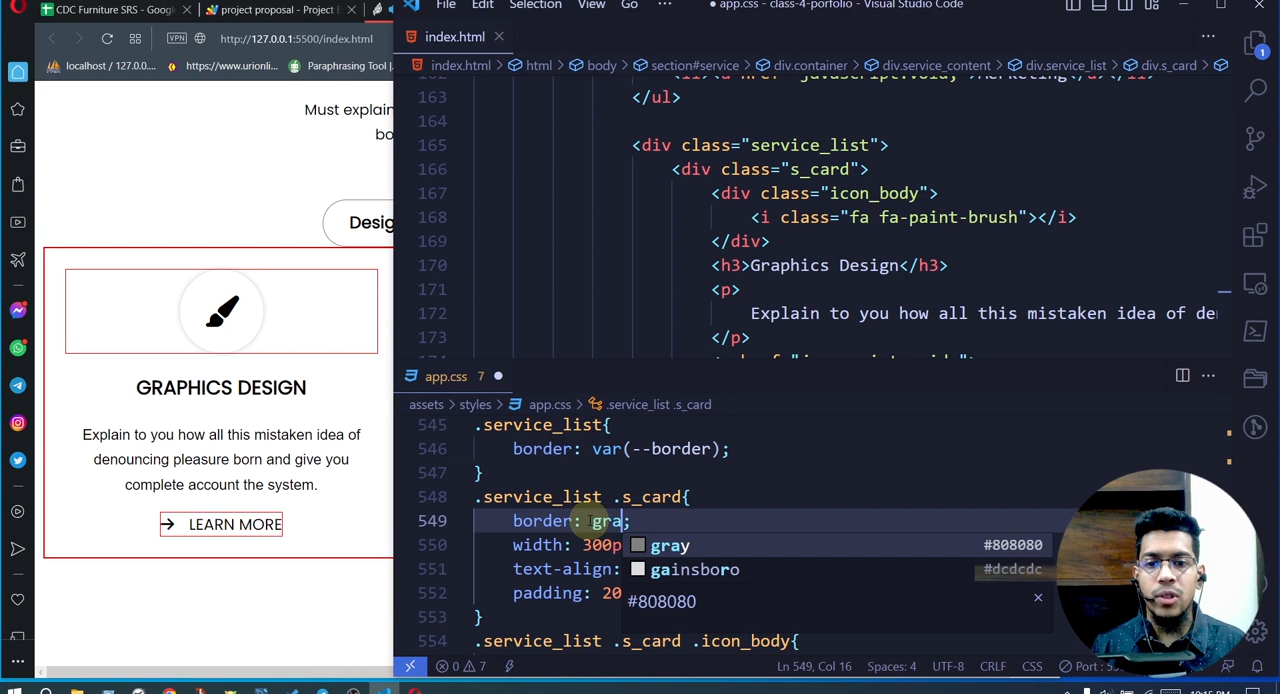 CDC Furniture SRS - Google
project proposal - Project E
VPN
http://127.0.0.1:5500/index.html
localhost / 127.0....
https://www.urionli...
Paraphrasing Tool |.
Must explain
bo
Desig
GRAPHICS DESIGN
Explain to you how all this mistaken idea of
denouncing pleasure born and give you
complete account the system.
LEARN MORE
File Edit Selection View Go ··· ● app.css - class-4-porfolio - Visual Studio Code
index.html
index.html > html > body > section#service > div.container > div.service_content > div.service_list > div.s_card >
163 </ul>
164
165 <div class="service_list">
166 <div class="s_card">
167 <div class="icon_body">
168 <i class="fa fa-paint-brush"></i>
169 </div>
170 <h3>Graphics Design</h3>
171 <p>
172 Explain to you how all this mistaken idea of de
173 </p>
app.css 7 ●
assets > styles > app.css > .service_list .s_card
545 .service_list{
546 border: var(--border);
547 }
548 .service_list .s_card{
549 border: gra;
550 width: 300p
551 text-align:
552 padding: 20
553 }
554 .service_list .s_card .icon_body{
gray #808080
gainsboro #dcdcdc
#808080
1
0 7 Ln 549, Col 16 Spaces: 4 UTF-8 CRLF CSS
10:15 PM